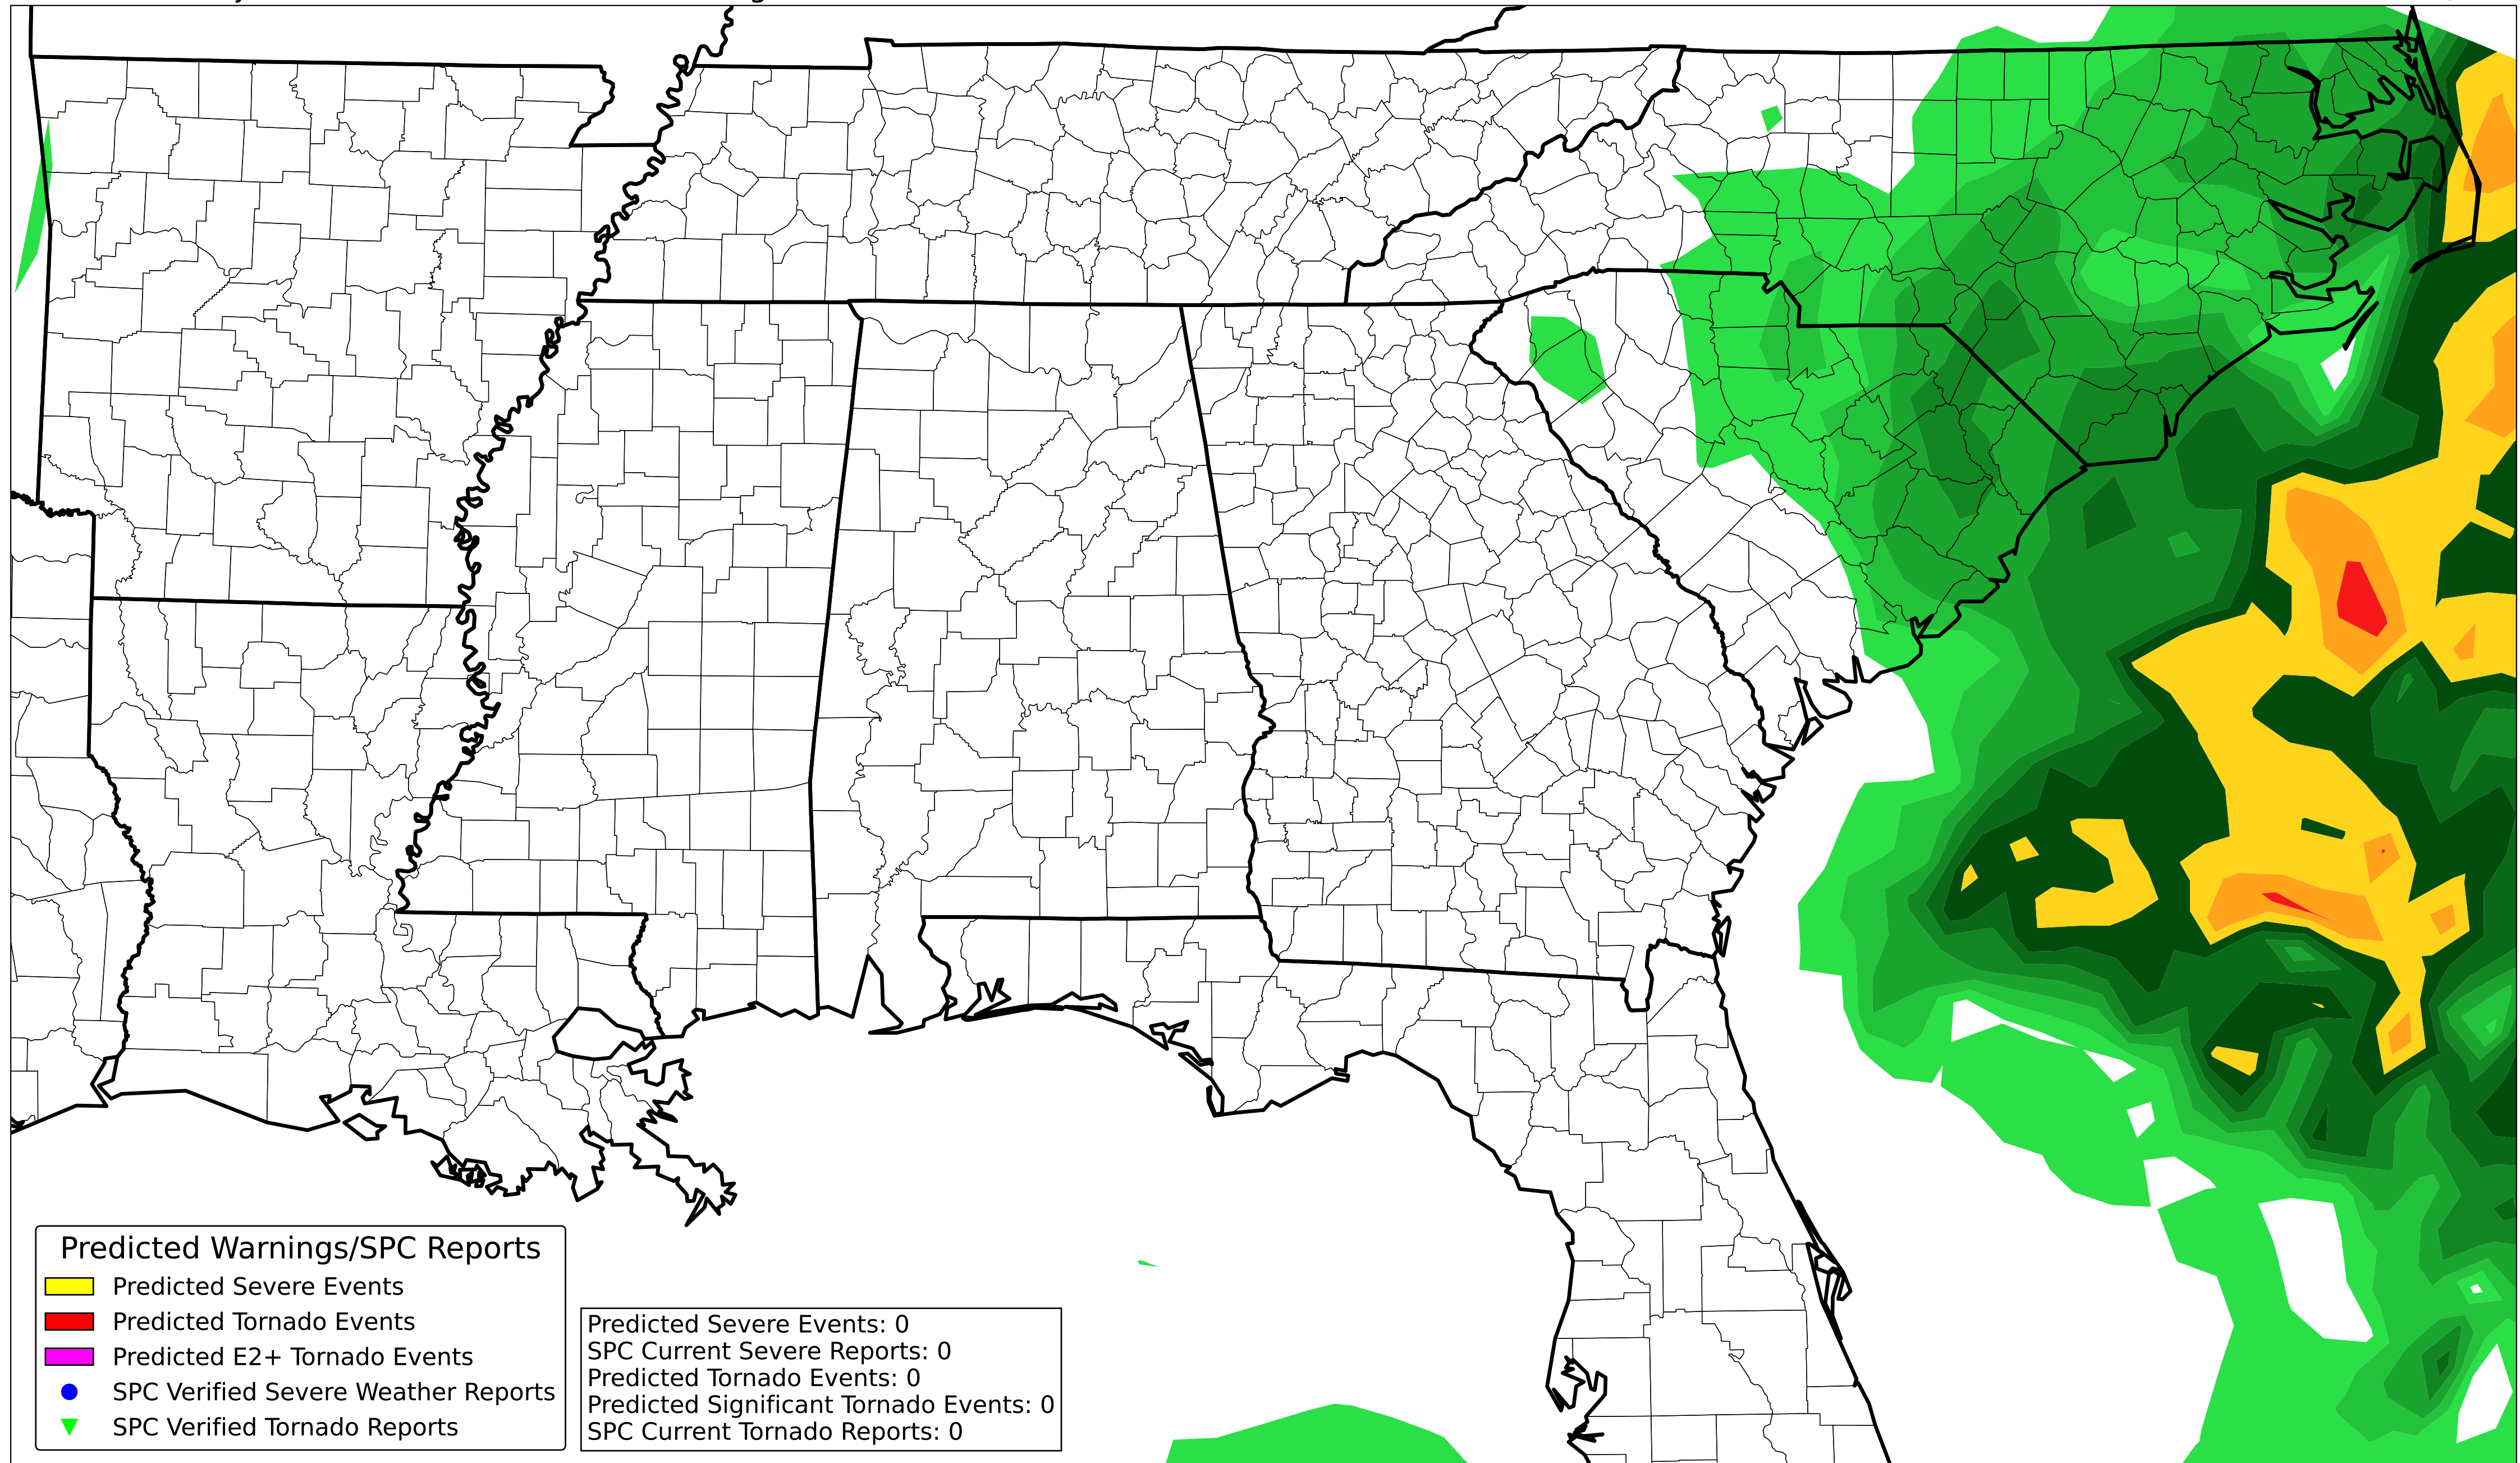 Predicted Warnings/SPC Reports
Predicted Severe Events
Predicted Tornado Events
Predicted E2+ Tornado Events
SPC Verified Severe Weather Reports
SPC Verified Tornado Reports
Predicted Severe Events: 0
SPC Current Severe Reports: 0
Predicted Tornado Events: 0
Predicted Significant Tornado Events: 0
SPC Current Tornado Reports: 0